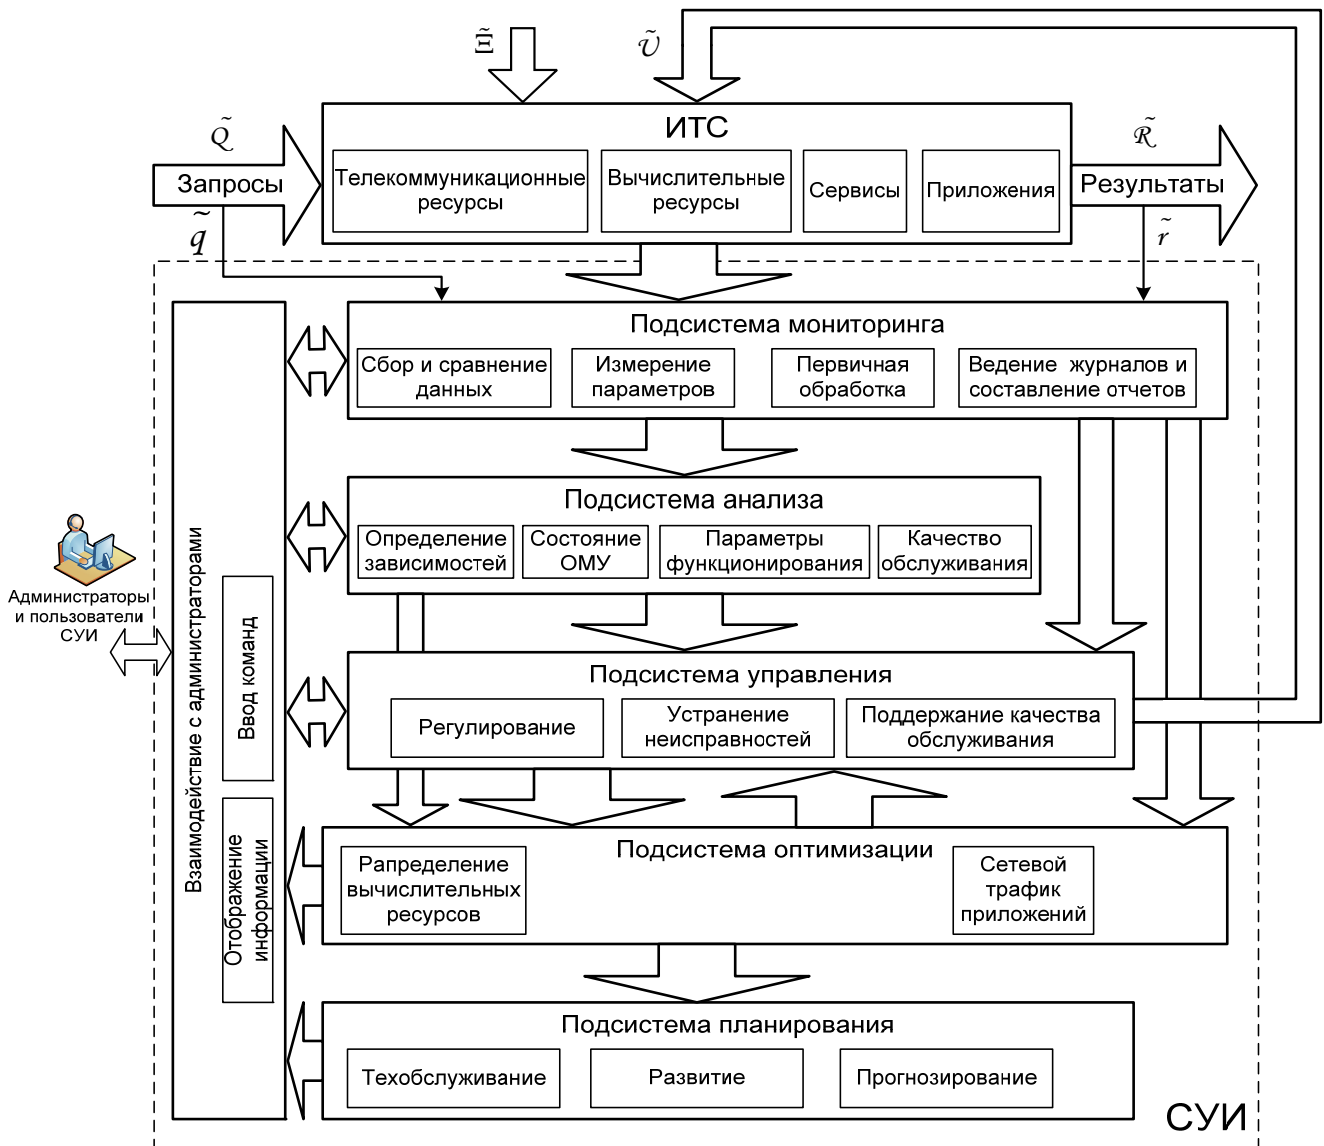 Ξ̃
Ũ
ИТС
Q̃
Запросы
q̃
Телекоммуникационные
ресурсы
Вычислительные
ресурсы
Сервисы
Приложения
R̃
Результаты
r̃
Подсистема мониторинга
Сбор и сравнение
данных
Измерение
параметров
Первичная
обработка
Ведение журналов и
составление отчетов
Подсистема анализа
Определение
зависимостей
Состояние
ОМУ
Параметры
функционирования
Качество
обслуживания
Администраторы
и пользователи
СУИ
Взаимодействие с администраторами
Ввод команд
Отображение
информации
Подсистема управления
Регулирование
Устранение
неисправностей
Поддержание качества
обслуживания
Подсистема оптимизации
Рапределение
вычислительных
ресурсов
Сетевой
трафик
приложений
Подсистема планирования
Техобслуживание
Развитие
Прогнозирование
СУИ